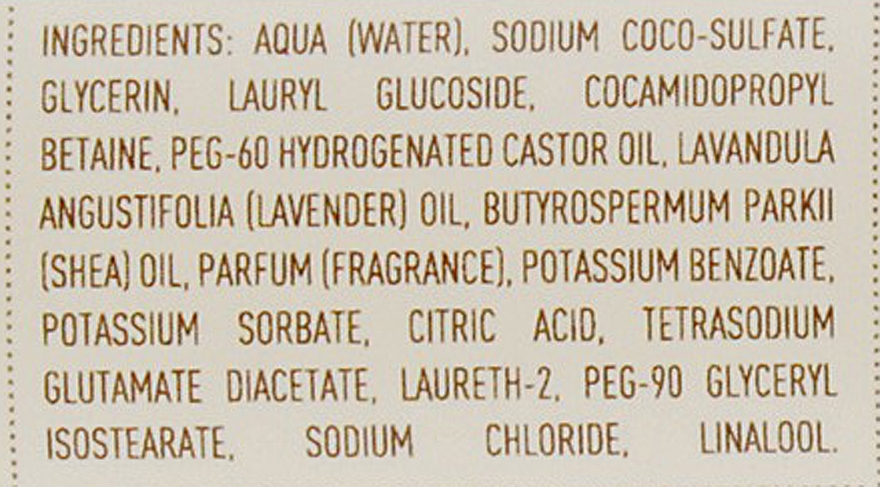 INGREDIENTS: AQUA (WATER), SODIUM COCO-SULFATE,
GLYCERIN, LAURYL GLUCOSIDE, COCAMIDOPROPYL
BETAINE, PEG-60 HYDROGENATED CASTOR OIL, LAVANDULA
ANGUSTIFOLIA (LAVENDER) OIL, BUTYROSPERMUM PARKII
(SHEA) OIL, PARFUM (FRAGRANCE), POTASSIUM BENZOATE,
POTASSIUM SORBATE, CITRIC ACID, TETRASODIUM
GLUTAMATE DIACETATE, LAURETH-2, PEG-90 GLYCERYL
ISOSTEARATE, SODIUM CHLORIDE, LINALOOL.